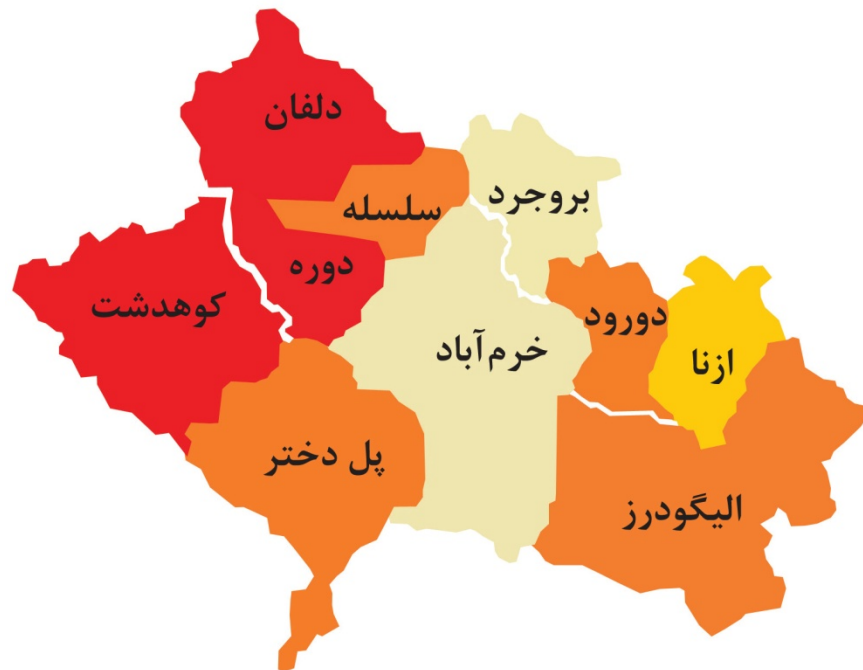 دلفان
بروجرد
سلسله
دوره
کوهدشت
دورود
خرم‌آباد
ازنا
پل دختر
الیگودرز